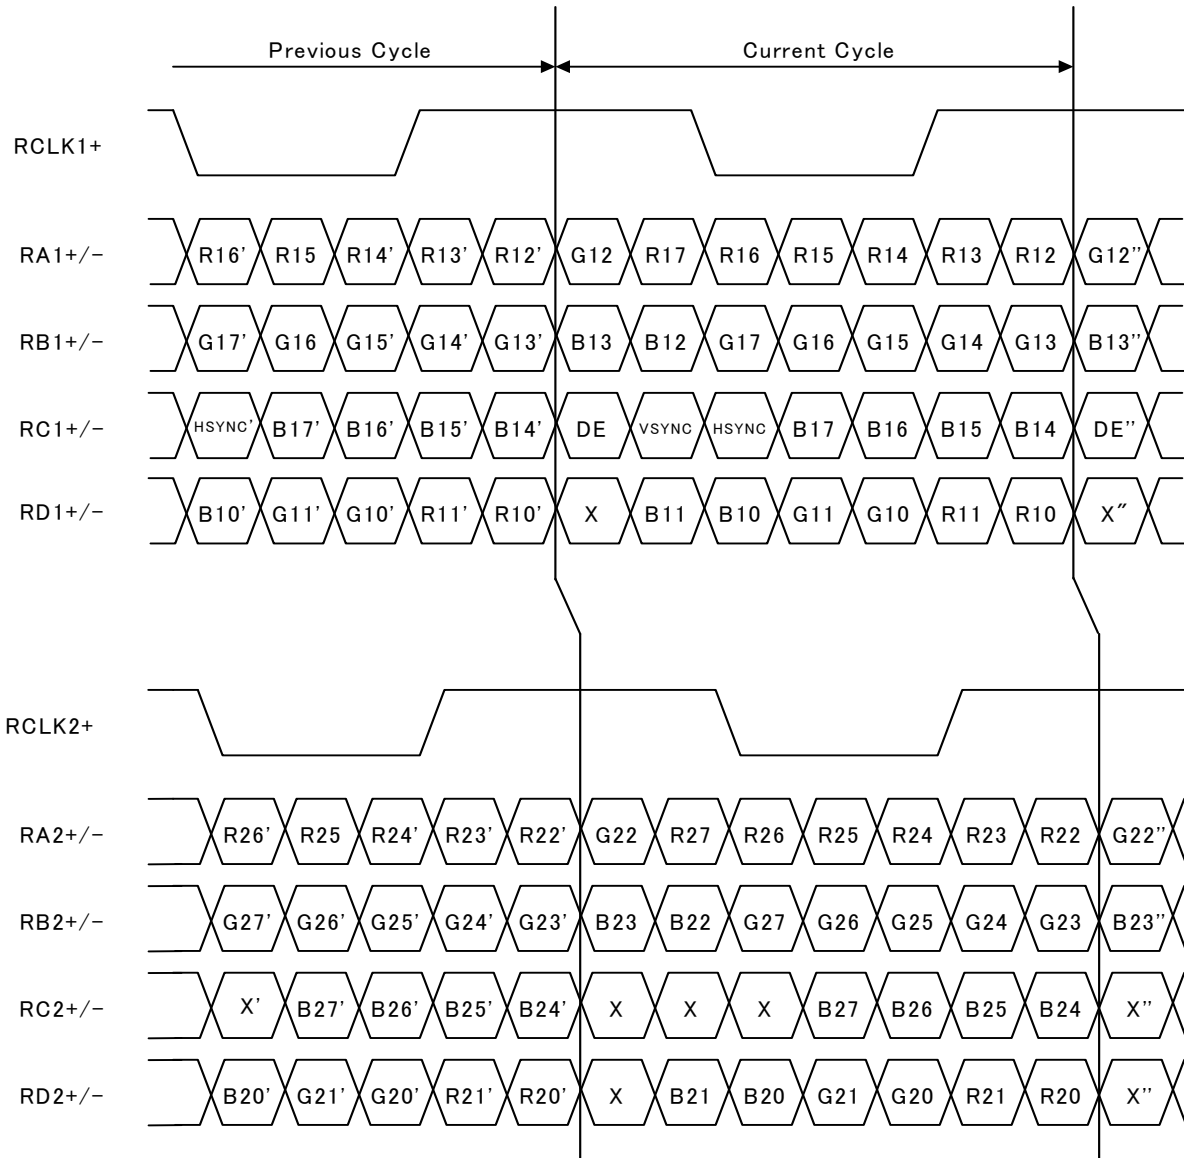 Previous Cycle Current Cycle
RCLK1+
RA1+/- R16' R15 R14' R13' R12' G12 R17 R16 R15 R14 R13 R12 G12''
RB1+/- G17' G16 G15' G14' G13' B13 B12 G17 G16 G15 G14 G13 B13''
RC1+/- HSYNC' B17' B16' B15' B14' DE VSYNC HSYNC B17 B16 B15 B14 DE''
RD1+/- B10' G11' G10' R11' R10' X B11 B10 G11 G10 R11 R10 X″
RCLK2+
RA2+/- R26' R25 R24' R23' R22' G22 R27 R26 R25 R24 R23 R22 G22''
RB2+/- G27' G26' G25' G24' G23' B23 B22 G27 G26 G25 G24 G23 B23''
RC2+/- X' B27' B26' B25' B24' X X X B27 B26 B25 B24 X''
RD2+/- B20' G21' G20' R21' R20' X B21 B20 G21 G20 R21 R20 X''